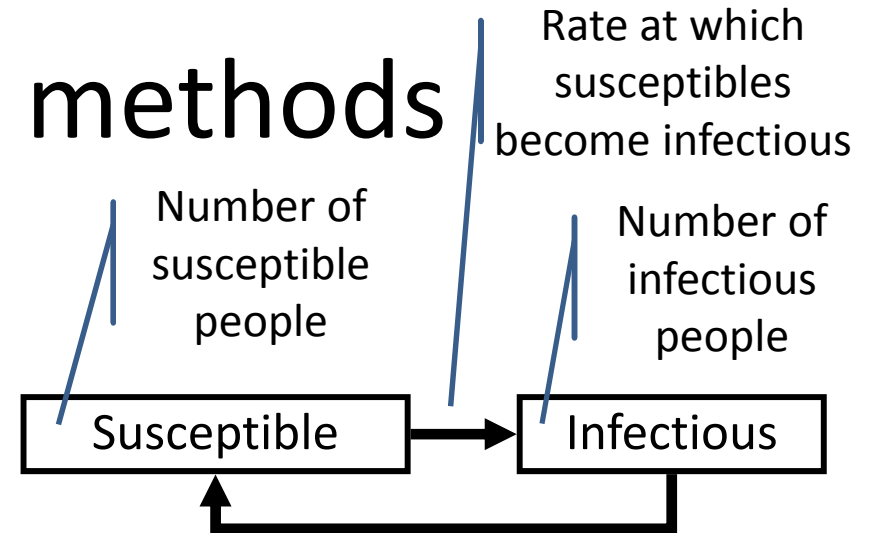 methods
Rate at which
susceptibles
become infectious
Number of
susceptible
people
Number of
infectious
people
Susceptible
Infectious